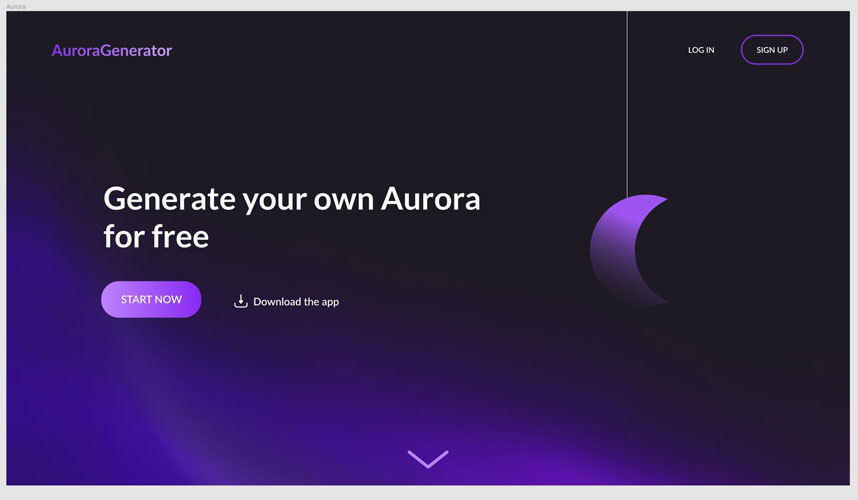 Aurora
AuroraGenerator
LOG IN
SIGN UP
Generate your own Aurora
for free
START NOW
Download the app